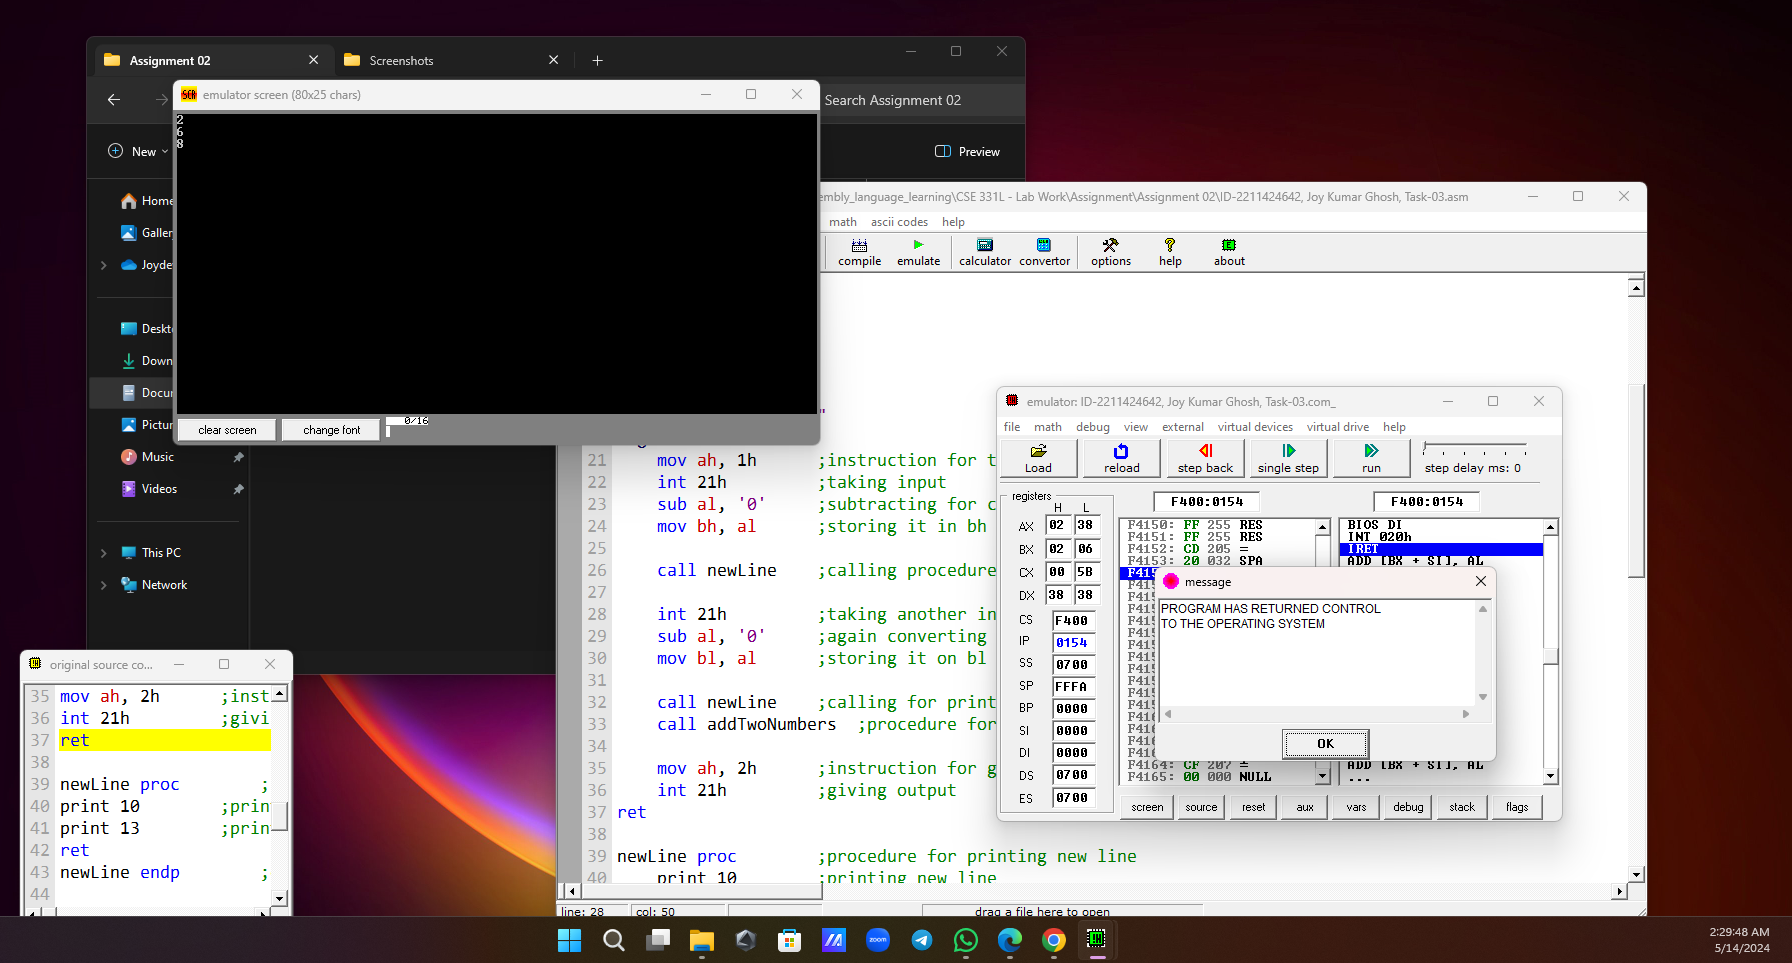 Assignment 02
Screenshots
Search Assignment 02
New
Preview
Home
Desktop
Music
Videos
This PC
Network
emulator screen (80x25 chars)
2
6
8
clear screen
change font
0/16
embly_language_learning\CSE 331L - Lab Work\Assignment\Assignment 02\ID-2211424642, Joy Kumar Ghosh, Task-03.asm
math ascii codes help
compile emulate calculator convertor options help about
"
21 mov ah, 1h ;instruction for t
22 int 21h ;taking input
23 sub al, '0' ;subtracting for c
24 mov bh, al ;storing it in bh
25
26 call newLine ;calling procedure
27
28 int 21h ;taking another in
29 sub al, '0' ;again converting
30 mov bl, al ;storing it on bl
31
32 call newLine ;calling for print
33 call addTwoNumbers ;procedure for
34
35 mov ah, 2h ;instruction for g
36 int 21h ;giving output
37 ret
38
39 newLine proc ;procedure for printing new line
40 print 10 ;printing new line
line: 28 col: 50 drag a file here to open
original source co...
35 mov ah, 2h ;inst
36 int 21h ;givi
37 ret
38
39 newLine proc ;
40 print 10 ;prin
41 print 13 ;prin
42 ret
43 newLine endp ;
44
emulator: ID-2211424642, Joy Kumar Ghosh, Task-03.com_
file math debug view external virtual devices virtual drive help
Load reload step back single step run step delay ms: 0
registers
F400:0154
F400:0154
H L
AX 02 38
BX 02 06
CX 00 5B
DX 38 38
CS F400
IP 0154
SS 0700
SP FFFA
BP 0000
SI 0000
DI 0000
DS 0700
ES 0700
F4150: FF 255 RES
F4151: FF 255 RES
F4152: CD 205 =
F4153: 20 032 SPA
F4164: CF 207
F4165: 00 000 NULL
BIOS DI
INT 020h
IRET
ADD [BX + SI], AL
ADD [BX + SI], AL
...
message
PROGRAM HAS RETURNED CONTROL
TO THE OPERATING SYSTEM
OK
screen source reset aux vars debug stack flags
zoom
2:29:48 AM
5/14/2024